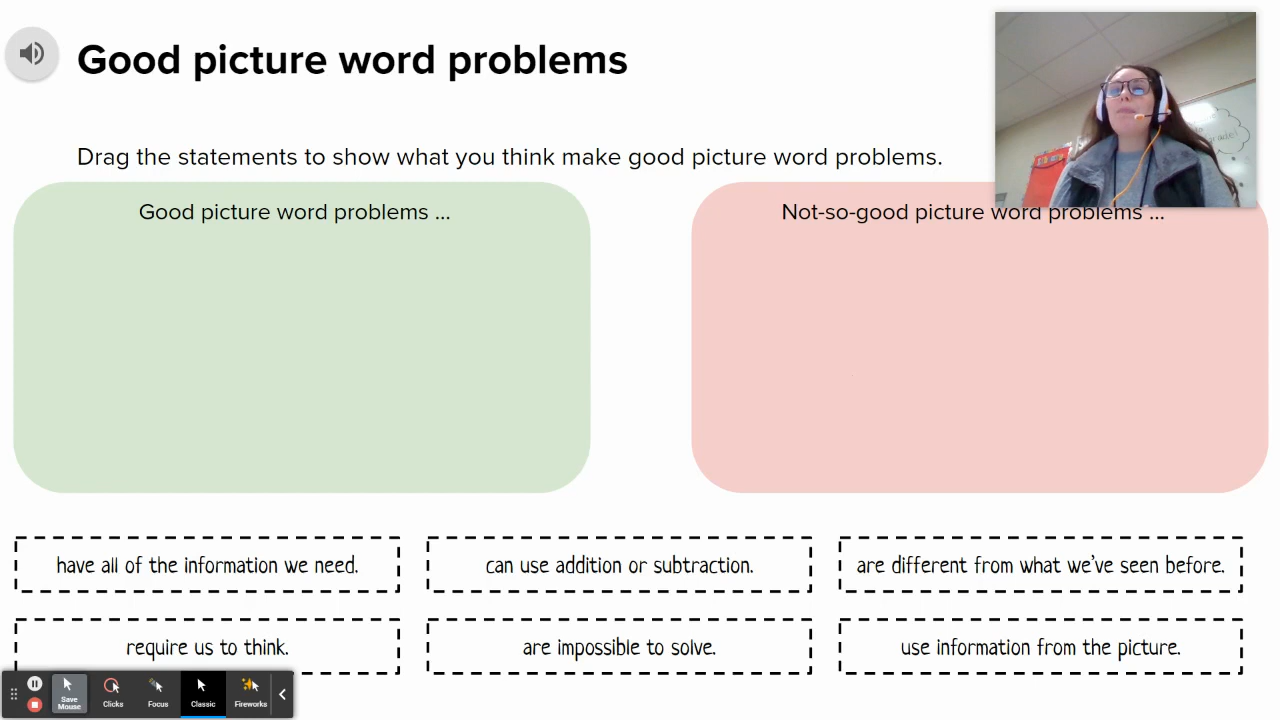 Good picture word problems
Drag the statements to show what you think make good picture word problems.
Good picture word problems ...
Not-so-good picture word problems ...
have all of the information we need.
can use addition or subtraction.
are different from what we've seen before.
require us to think.
are impossible to solve.
use information from the picture.
Save Mouse
Clicks
Focus
Classic
Fireworks